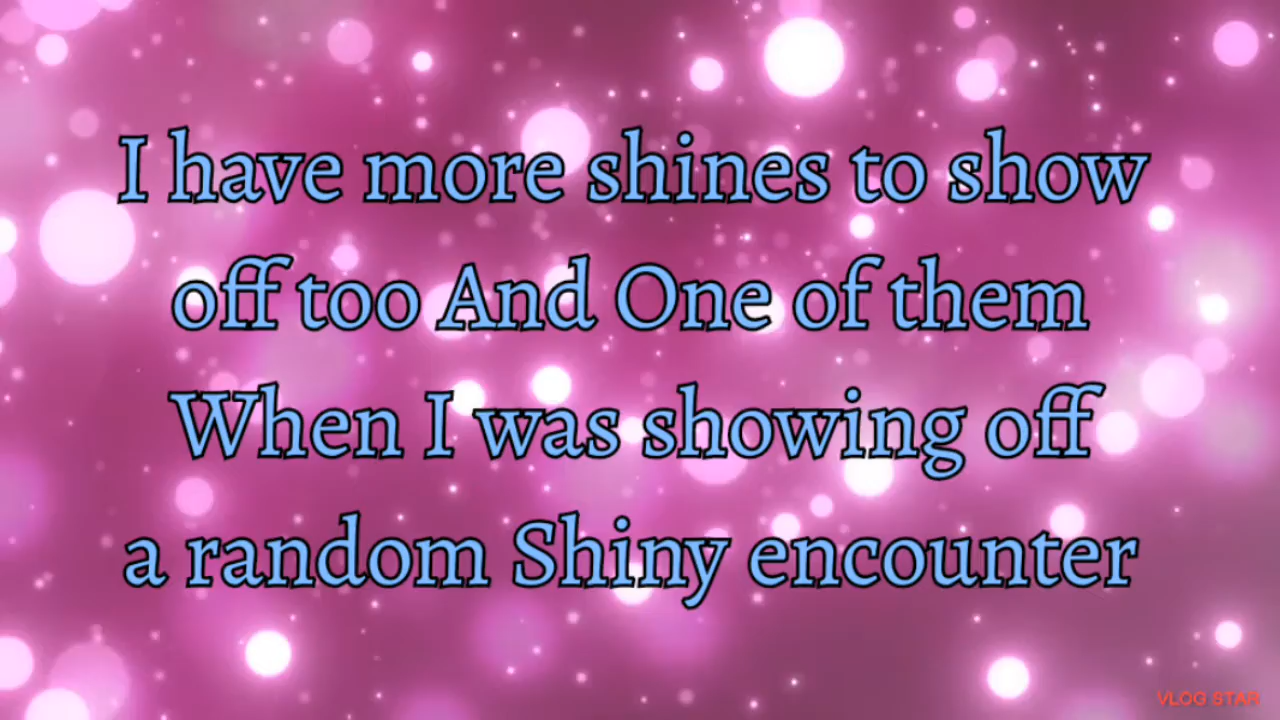 I have more shines to show
off too And One of them
When I was showing off
a random Shiny encounter
VLOG STAR